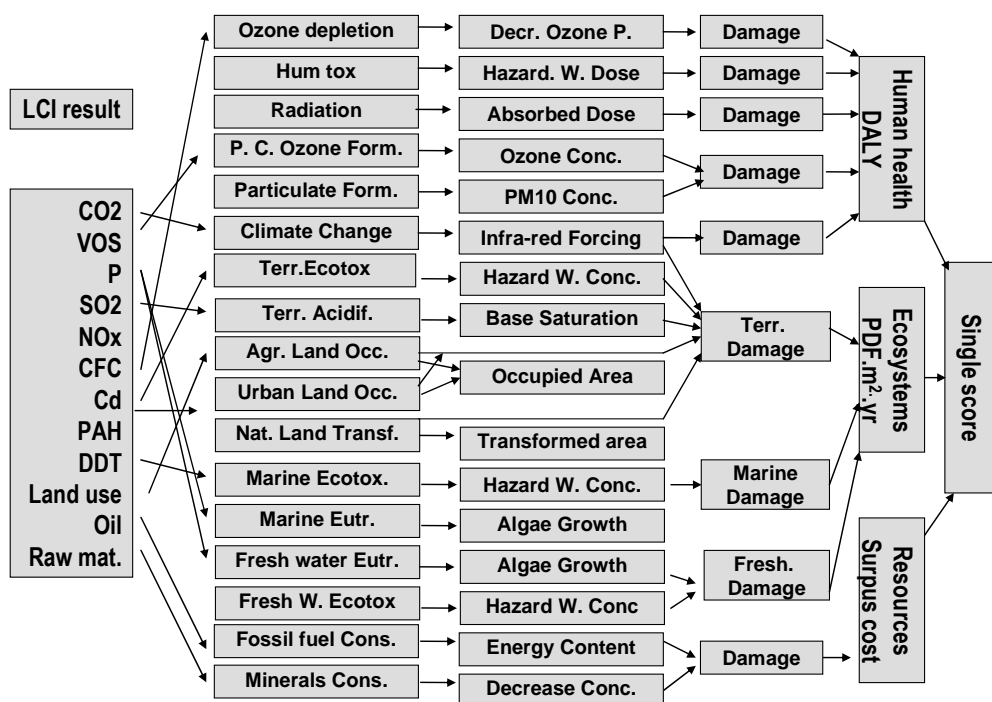 LCI result
CO2
VOS
P
SO2
NOx
CFC
Cd
PAH
DDT
Land use
Oil
Raw mat.
Ozone depletion
Hum tox
Radiation
P. C. Ozone Form.
Particulate Form.
Climate Change
Terr.Ecotox
Terr. Acidif.
Agr. Land Occ.
Urban Land Occ.
Nat. Land Transf.
Marine Ecotox.
Marine Eutr.
Fresh water Eutr.
Fresh W. Ecotox
Fossil fuel Cons.
Minerals Cons.
Decr. Ozone P.
Hazard. W. Dose
Absorbed Dose
Ozone Conc.
PM10 Conc.
Infra-red Forcing
Hazard W. Conc.
Base Saturation
Occupied Area
Transformed area
Hazard W. Conc.
Algae Growth
Algae Growth
Hazard W. Conc
Energy Content
Decrease Conc.
Damage
Damage
Damage
Damage
Damage
Terr.
Damage
Marine
Damage
Fresh.
Damage
Damage
Human health
DALY
Ecosystems
PDF.m².yr
Resources
Surpus cost
Single score